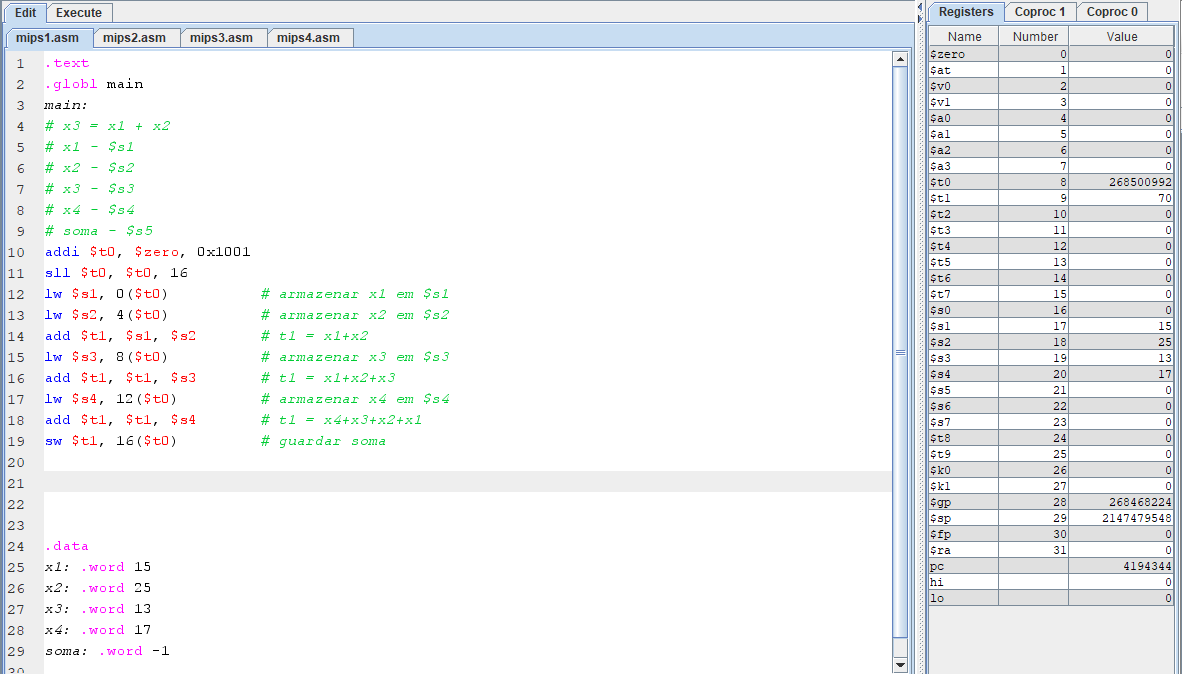 Edit Execute
mips1.asm mips2.asm mips3.asm mips4.asm
1 .text
2 .globl main
3 main:
4 # x3 = x1 + x2
5 # x1 - $s1
6 # x2 - $s2
7 # x3 - $s3
8 # x4 - $s4
9 # soma - $s5
10 addi $t0, $zero, 0x1001
11 sll $t0, $t0, 16
12 lw $s1, 0($t0) # armazenar x1 em $s1
13 lw $s2, 4($t0) # armazenar x2 em $s2
14 add $t1, $s1, $s2 # t1 = x1+x2
15 lw $s3, 8($t0) # armazenar x3 em $s3
16 add $t1, $t1, $s3 # t1 = x1+x2+x3
17 lw $s4, 12($t0) # armazenar x4 em $s4
18 add $t1, $t1, $s4 # t1 = x4+x3+x2+x1
19 sw $t1, 16($t0) # guardar soma
20
21
22
23
24 .data
25 x1: .word 15
26 x2: .word 25
27 x3: .word 13
28 x4: .word 17
29 soma: .word -1
30
Registers Coproc 1 Coproc 0
Name Number Value
$zero 0 0
$at 1 0
$v0 2 0
$v1 3 0
$a0 4 0
$a1 5 0
$a2 6 0
$a3 7 0
$t0 8 268500992
$t1 9 70
$t2 10 0
$t3 11 0
$t4 12 0
$t5 13 0
$t6 14 0
$t7 15 0
$s0 16 0
$s1 17 15
$s2 18 25
$s3 19 13
$s4 20 17
$s5 21 0
$s6 22 0
$s7 23 0
$t8 24 0
$t9 25 0
$k0 26 0
$k1 27 0
$gp 28 268468224
$sp 29 2147479548
$fp 30 0
$ra 31 0
pc 4194344
hi 0
lo 0